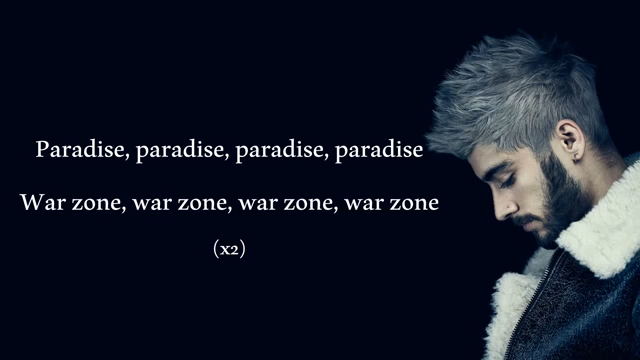 Paradise, paradise, paradise, paradise
War zone, war zone, war zone, war zone
(x2)